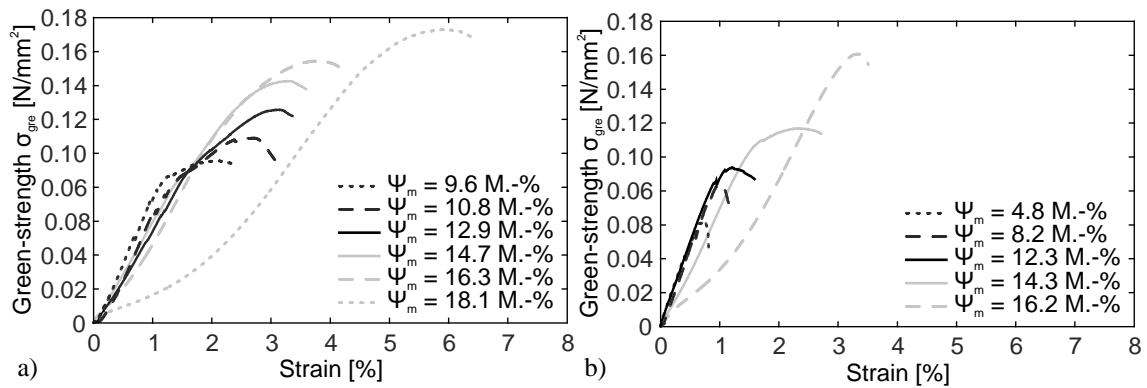 Green-strength σgre [N/mm²]
0.18
0.16
0.14
0.12
0.10
0.06
0.08
0.04
0.02
0
Ψm = 9.6 M.-%
Ψm = 10.8 M.-%
Ψm = 12.9 M.-%
Ψm = 14.7 M.-%
Ψm = 16.3 M.-%
Ψm = 18.1 M.-%
0 1 2 3 4 5 6 7 8
a) Strain [%]
Green-strength σgre [N/mm²]
0.18
0.16
0.14
0.12
0.10
0.06
0.08
0.04
0.02
0
Ψm = 4.8 M.-%
Ψm = 8.2 M.-%
Ψm = 12.3 M.-%
Ψm = 14.3 M.-%
Ψm = 16.2 M.-%
0 1 2 3 4 5 6 7 8
b) Strain [%]